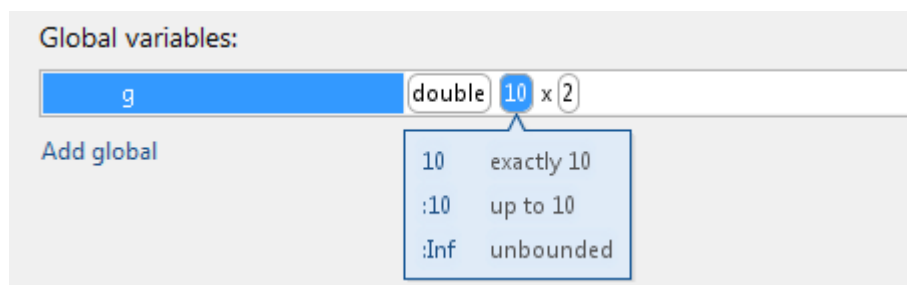 Global variables:
g double 10 x 2
Add global
10 exactly 10
:10 up to 10
:Inf unbounded